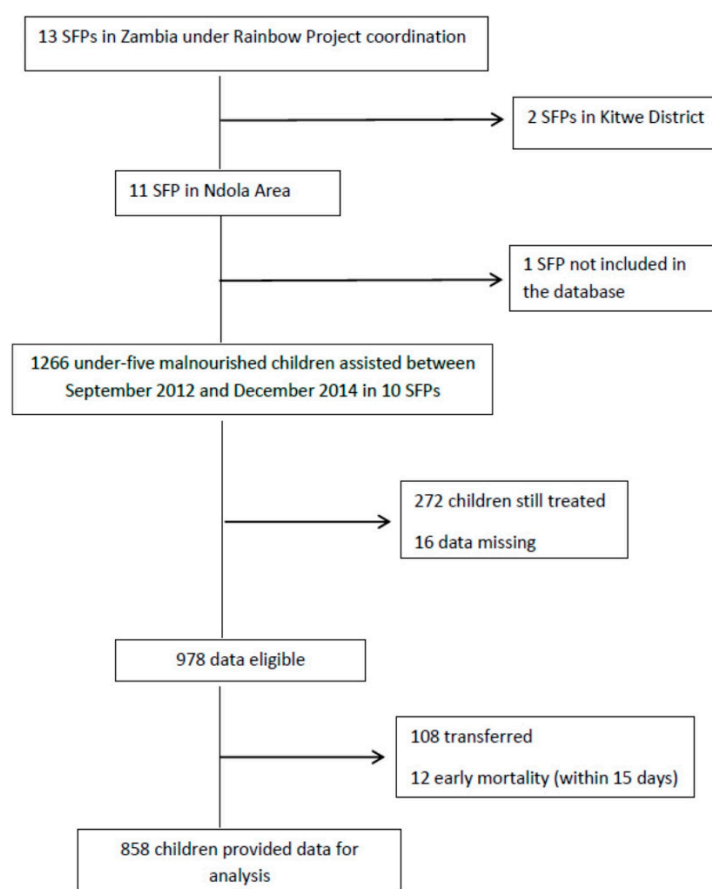 13 SFPs in Zambia under Rainbow Project coordination
2 SFPs in Kitwe District
11 SFP in Ndola Area
1 SFP not included in
the database
1266 under-five malnourished children assisted between
September 2012 and December 2014 in 10 SFPs
272 children still treated
16 data missing
978 data eligible
108 transferred
12 early mortality (within 15 days)
858 children provided data for
analysis